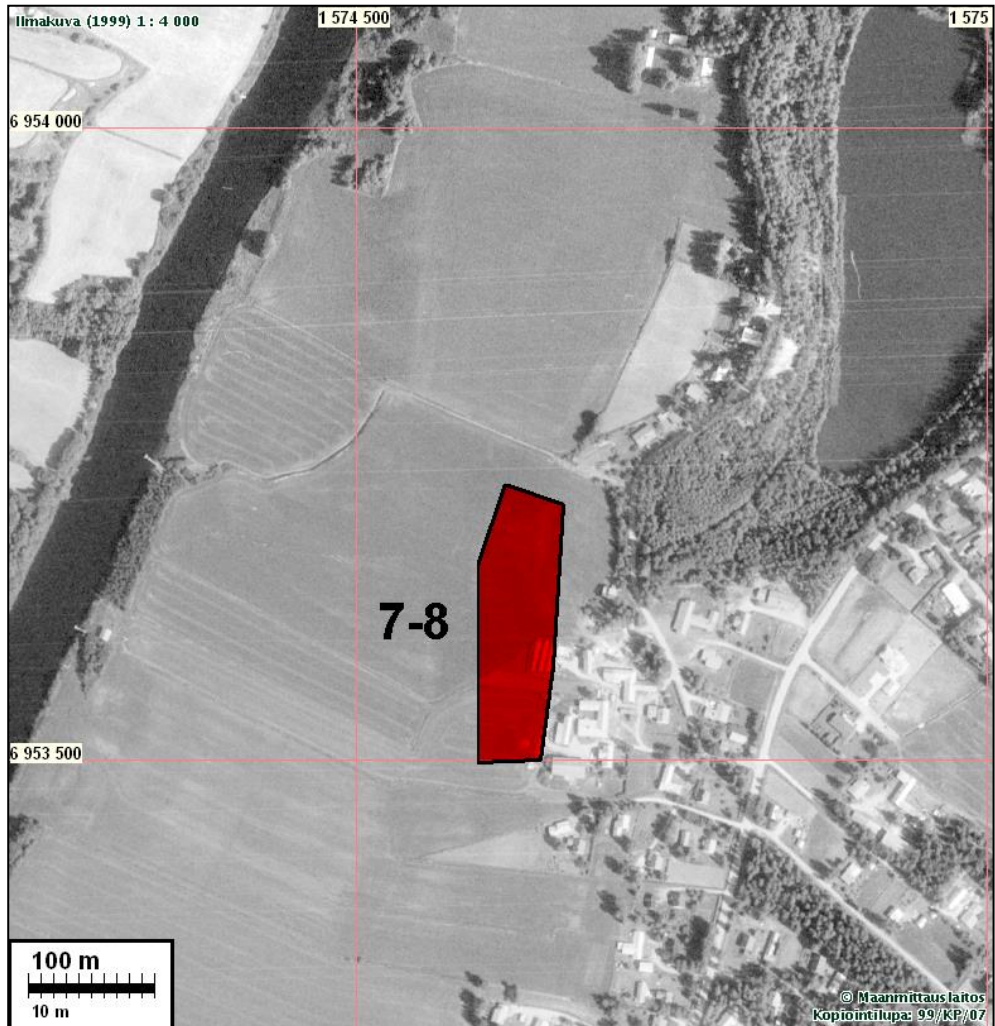 Ilmakuva (1999) 1 : 4 000
1 574 500
1 575
6 954 000
7-8
6 953 500
100 m
10 m
© Maanmittauslaitos
Kopiointilupa: 99/KP/07